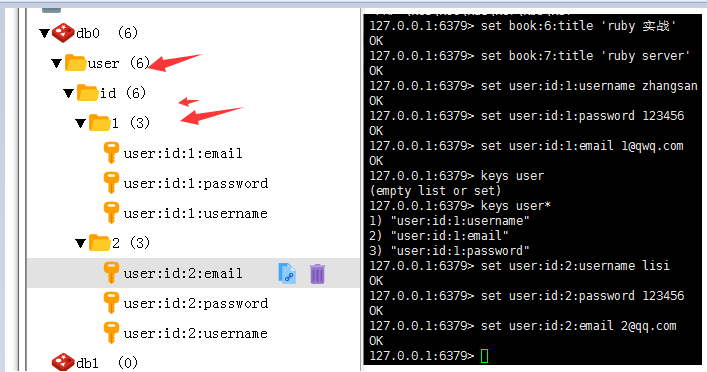 db0 (6)
user (6)
id (6)
1 (3)
user:id:1:email
user:id:1:password
user:id:1:username
2 (3)
user:id:2:email
user:id:2:password
user:id:2:username
db1 (0)
127.0.0.1:6379> set book:6:title 'ruby 实战'
OK
127.0.0.1:6379> set book:7:title 'ruby server'
OK
127.0.0.1:6379> set user:id:1:username zhangsan
OK
127.0.0.1:6379> set user:id:1:password 123456
OK
127.0.0.1:6379> set user:id:1:email 1@qwq.com
OK
127.0.0.1:6379> keys user
(empty list or set)
127.0.0.1:6379> keys user*
1) "user:id:1:username"
2) "user:id:1:email"
3) "user:id:1:password"
127.0.0.1:6379> set user:id:2:username lisi
OK
127.0.0.1:6379> set user:id:2:password 123456
OK
127.0.0.1:6379> set user:id:2:email 2@qq.com
OK
127.0.0.1:6379>